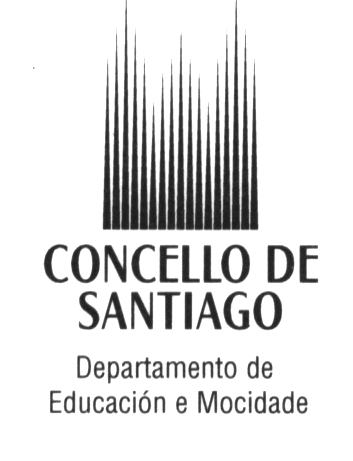 CONCELLO DE
SANTIAGO
Departamento de
Educación e Mocidade